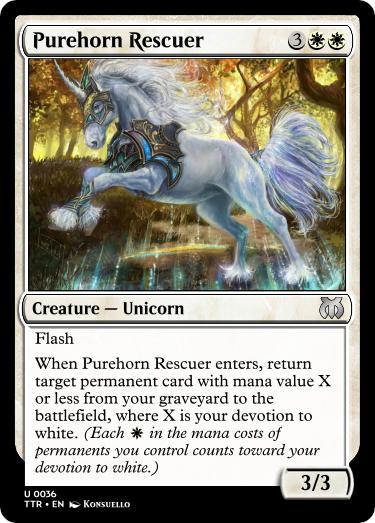 Purehorn Rescuer 3
Creature — Unicorn
Flash
When Purehorn Rescuer enters, return
target permanent card with mana value X
or less from your graveyard to the
battlefield, where X is your devotion to
white. (Each in the mana costs of
permanents you control counts toward your
devotion to white.)
3/3
U 0036
TTR • EN Konsuello